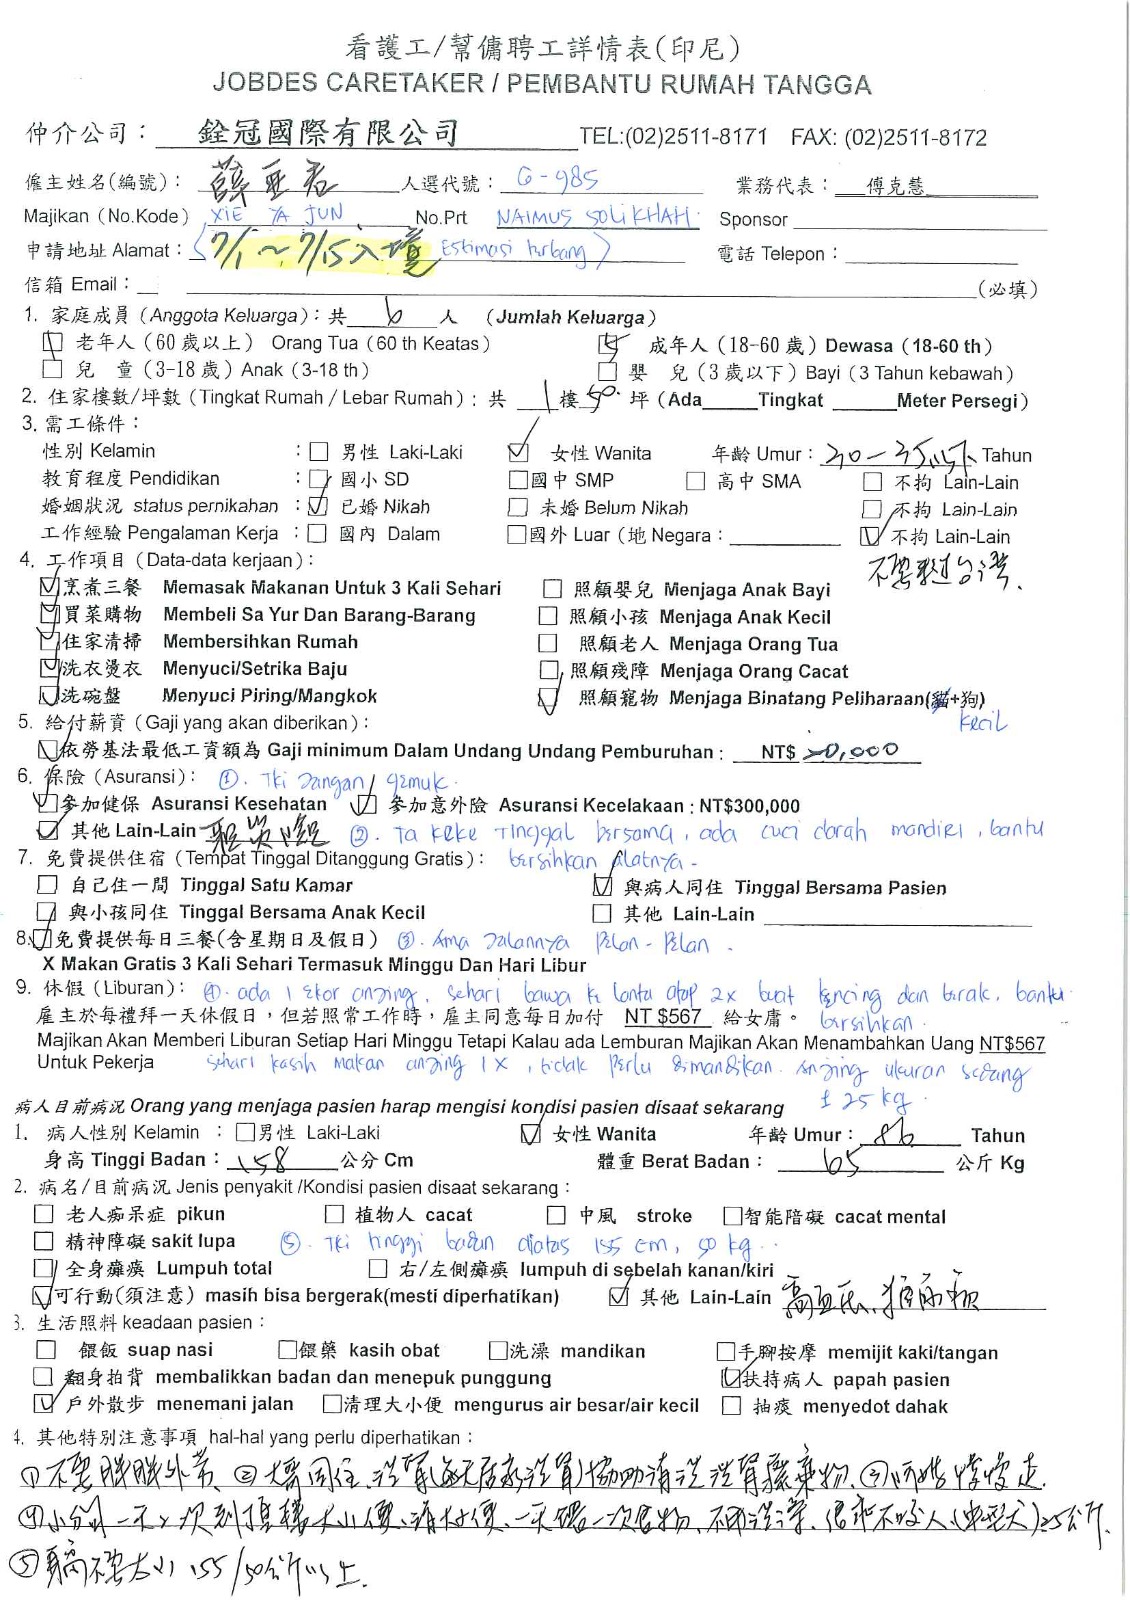 看護工/幫傭聘工詳情表(印尼)
JOBDES CARETAKER / PEMBANTU RUMAH TANGGA
仲介公司： 銓冠國際有限公司 TEL:(02)2511-8171 FAX: (02)2511-8172
僱主姓名(編號)： 人選代號： G-985 業務代表： 傅克慧
Majikan (No.Kode) XIE YA JUN No.Prt NAIMUS SOLIKHAH Sponsor
申請地址 Alamat： (7/1～7/15入境 Estimasi terbang) 電話 Telepon：
信箱 Email： (必填)
1. 家庭成員 (Anggota Keluarga)：共 6 人 (Jumlah Keluarga)
老年人 (60 歲以上) Orang Tua (60 th Keatas) 成年人 (18-60 歲) Dewasa (18-60 th)
兒 童 (3-18 歲) Anak (3-18 th) 嬰 兒 (3 歲以下) Bayi (3 Tahun kebawah)
2. 住家樓數/坪數 (Tingkat Rumah / Lebar Rumah)：共 1 樓 50 坪 (Ada Tingkat Meter Persegi)
3. 需工條件：
性別 Kelamin ：□ 男性 Laki-Laki ☑ 女性 Wanita 年齡 Umur：30-35以下 Tahun
教育程度 Pendidikan ：□ 國小 SD □國中 SMP □ 高中 SMA □ 不拘 Lain-Lain
婚姻狀況 status pernikahan：☑ 已婚 Nikah □ 未婚 Belum Nikah □ 不拘 Lain-Lain
工作經驗 Pengalaman Kerja：□ 國內 Dalam □國外 Luar (地 Negara： ☑ 不拘 Lain-Lain
4. 工作項目 (Data-data kerjaan)： 不要來過台灣.
☑烹煮三餐 Memasak Makanan Untuk 3 Kali Sehari □ 照顧嬰兒 Menjaga Anak Bayi
☑買菜購物 Membeli Sa Yur Dan Barang-Barang □ 照顧小孩 Menjaga Anak Kecil
☑住家清掃 Membersihkan Rumah □ 照顧老人 Menjaga Orang Tua
☑洗衣燙衣 Menyuci/Setrika Baju □ 照顧殘障 Menjaga Orang Cacat
☑洗碗盤 Menyuci Piring/Mangkok ☑ 照顧寵物 Menjaga Binatang Peliharaan(貓+狗)
5. 給付薪資 (Gaji yang akan diberikan)： kecil
☑依勞基法最低工資額為 Gaji minimum Dalam Undang Undang Pemburuhan： NT$ 20,000
6. 保險 (Asuransi)： ①. TKI Jangan gemuk.
☑參加健保 Asuransi Kesehatan ☑ 參加意外險 Asuransi Kecelakaan : NT$300,000
☑ 其他 Lain-Lain ②. Ta keke Tinggal bersama, ada cuci darah mandiri, bantu
7. 免費提供住宿 (Tempat Tinggal Ditanggung Gratis)： bersihkan alatnya -
□ 自己住一間 Tinggal Satu Kamar ☑ 與病人同住 Tinggal Bersama Pasien
□ 與小孩同住 Tinggal Bersama Anak Kecil □ 其他 Lain-Lain
8.☑免費提供每日三餐(含星期日及假日) ③. Ama Jalannya Pelan-Pelan.
X Makan Gratis 3 Kali Sehari Termasuk Minggu Dan Hari Libur
9. 休假 (Liburan)： ④. ada 1 Ekor anjing, sehari bawa ke lantai atap 2x buat kencing dan berak, bantu
雇主於每禮拜一天休假日，但若照常工作時，雇主同意每日加付 NT $567 給女庸。 bersihkan.
Majikan Akan Memberi Liburan Setiap Hari Minggu Tetapi Kalau ada Lemburan Majikan Akan Menambahkan Uang NT$567
Untuk Pekerja sehari kasih makan anjing 1X, tidak perlu dimandikan. Anjing ukuran sedang
± 25 kg.
病人目前病況 Orang yang menjaga pasien harap mengisi kondisi pasien disaat sekarang
1. 病人性別 Kelamin ：□男性 Laki-Laki ☑ 女性 Wanita 年齡 Umur：86 Tahun
身高 Tinggi Badan：158 公分 Cm 體重 Berat Badan： 65 公斤 Kg
2. 病名/目前病況 Jenis penyakit /Kondisi pasien disaat sekarang：
□ 老人痴呆症 pikun □ 植物人 cacat □ 中風 stroke □智能陪礙 cacat mental
□ 精神障礙 sakit lupa ⑤. TKI tinggi badan diatas 155 cm, 50 kg.
□ 全身癱瘓 Lumpuh total □ 右/左側癱瘓 lumpuh di sebelah kanan/kiri
☑可行動(須注意) masih bisa bergerak(mesti diperhatikan) ☑ 其他 Lain-Lain 高血压、
3. 生活照料 keadaan pasien：
□ 餵飯 suap nasi □餵藥 kasih obat □洗澡 mandikan □手腳按摩 memijit kaki/tangan
□ 翻身拍背 membalikkan badan dan menepuk punggung ☑扶持病人 papah pasien
☑ 戶外散步 menemani jalan □清理大小便 mengurus air besar/air kecil □ 抽痰 menyedot dahak
4. 其他特別注意事項 hal-hal yang perlu diperhatikan：
①不要胖胖外勞、②大哥同住、洗腎(每天居家洗腎)協助清洗洗腎廢棄物、③阿媽慢慢走.
④小分 一天2次到頂樓大小便、清大便、一天餵一次食物、不用洗澡、很乖不咬人(中型犬)25公斤.
⑤身高不要太小 155/50公斤以上.